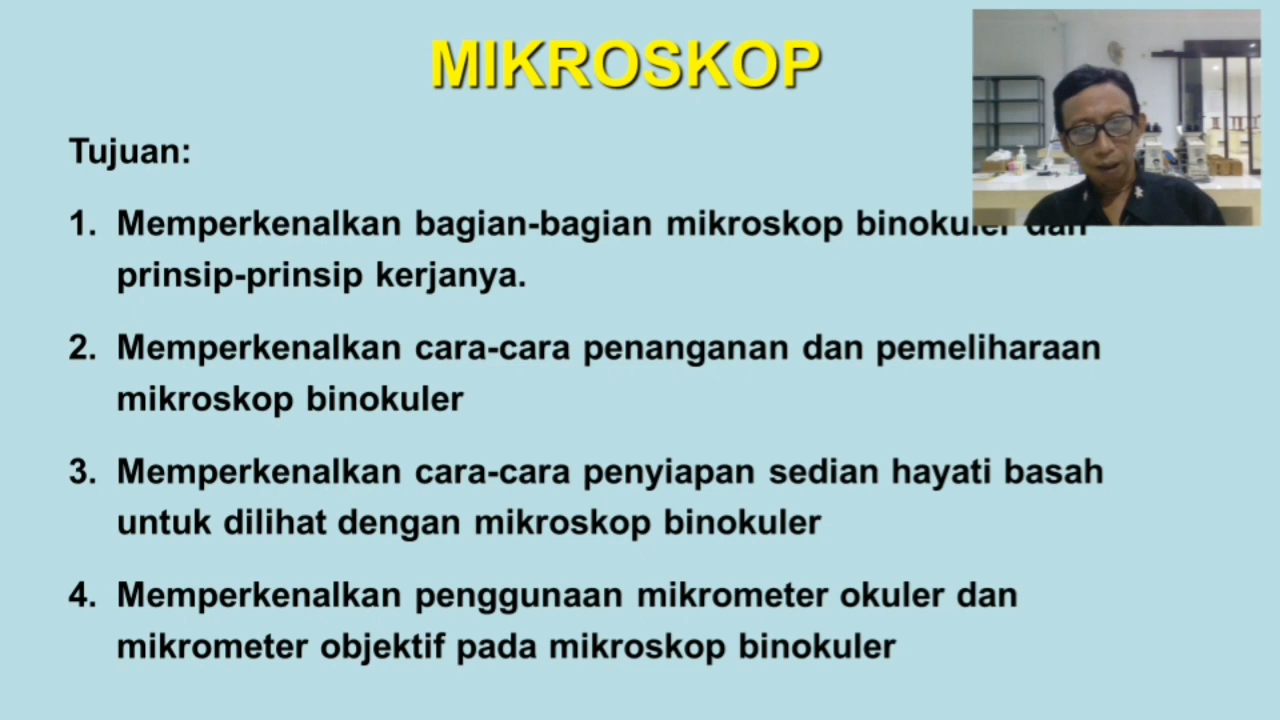 MIKROSKOP
Tujuan:
1. Memperkenalkan bagian-bagian mikroskop binokuler dan
prinsip-prinsip kerjanya.
2. Memperkenalkan cara-cara penanganan dan pemeliharaan
mikroskop binokuler
3. Memperkenalkan cara-cara penyiapan sedian hayati basah
untuk dilihat dengan mikroskop binokuler
4. Memperkenalkan penggunaan mikrometer okuler dan
mikrometer objektif pada mikroskop binokuler